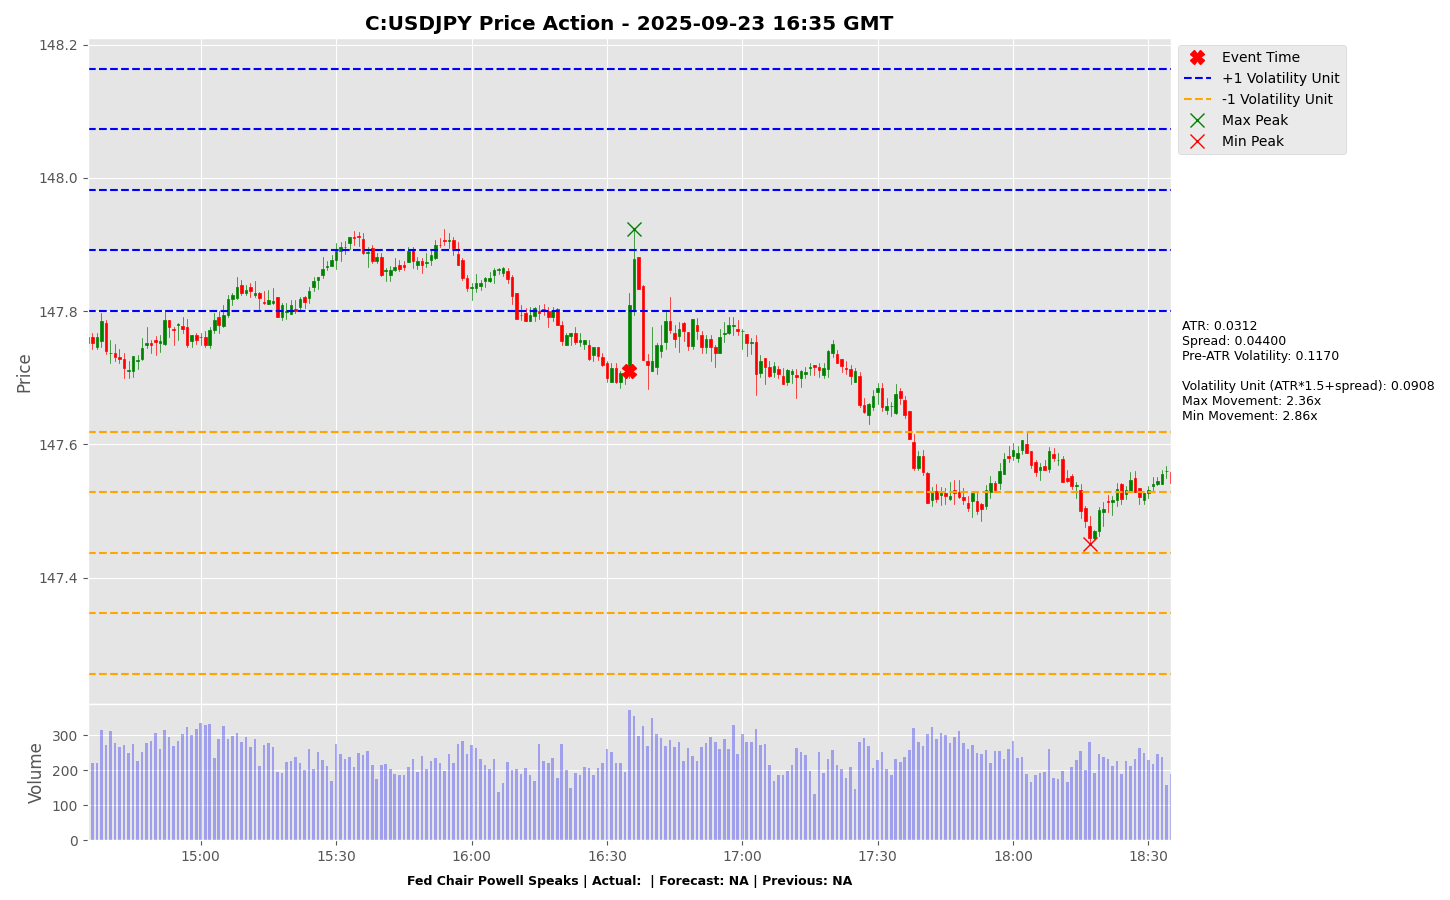 C:USDJPY Price Action - 2025-09-23 16:35 GMT
148.2
148.0
147.8
147.6
147.4
Price
Event Time
+1 Volatility Unit
-1 Volatility Unit
Max Peak
Min Peak
ATR: 0.0312
Spread: 0.04400
Pre-ATR Volatility: 0.1170
Volatility Unit (ATR*1.5+spread): 0.0908
Max Movement: 2.36x
Min Movement: 2.86x
300
200
100
0
Volume
15:00 15:30 16:00 16:30 17:00 17:30 18:00 18:30
Fed Chair Powell Speaks | Actual:  | Forecast: NA | Previous: NA